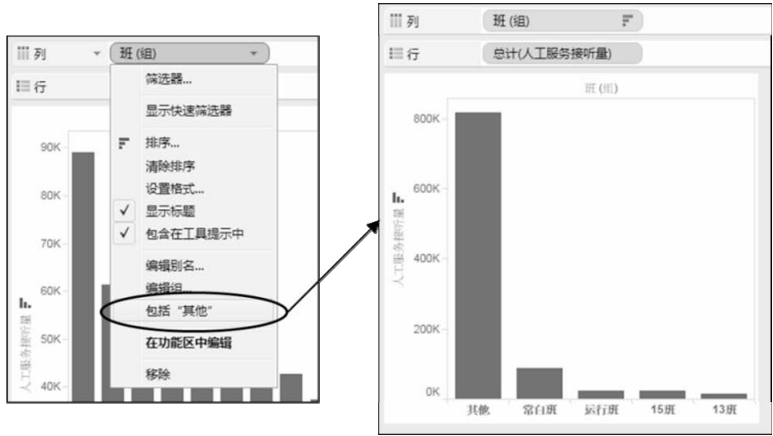 列
班 (组)
行
筛选器...
显示快速筛选器
排序...
清除排序
设置格式...
显示标题
包含在工具提示中
编辑别名...
编辑组...
包括“其他”
在功能区中编辑
移除
90K
80K
70K
60K
50K
40K
人工服务接听量
列
班 (组)
行
总计(人工服务接听量)
班 (组)
800K
600K
400K
200K
0K
人工服务接听量
其他 常白班 运行班 15班 13班